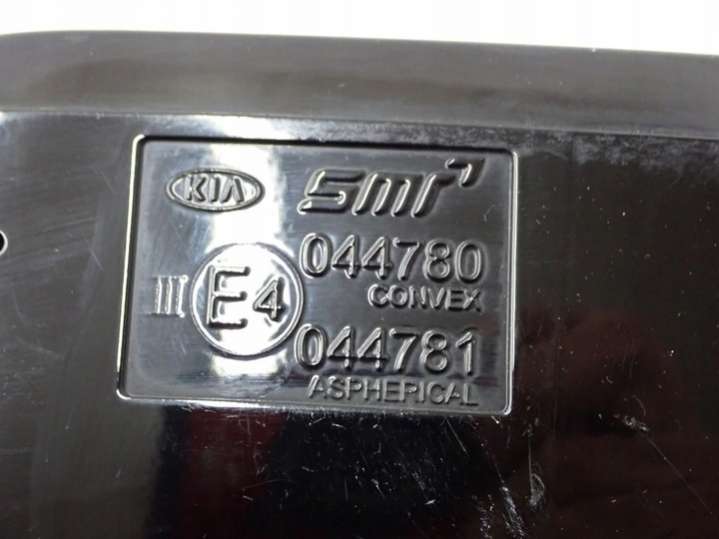 KIA smr
044780
CONVEX
III E4
044781
ASPHERICAL